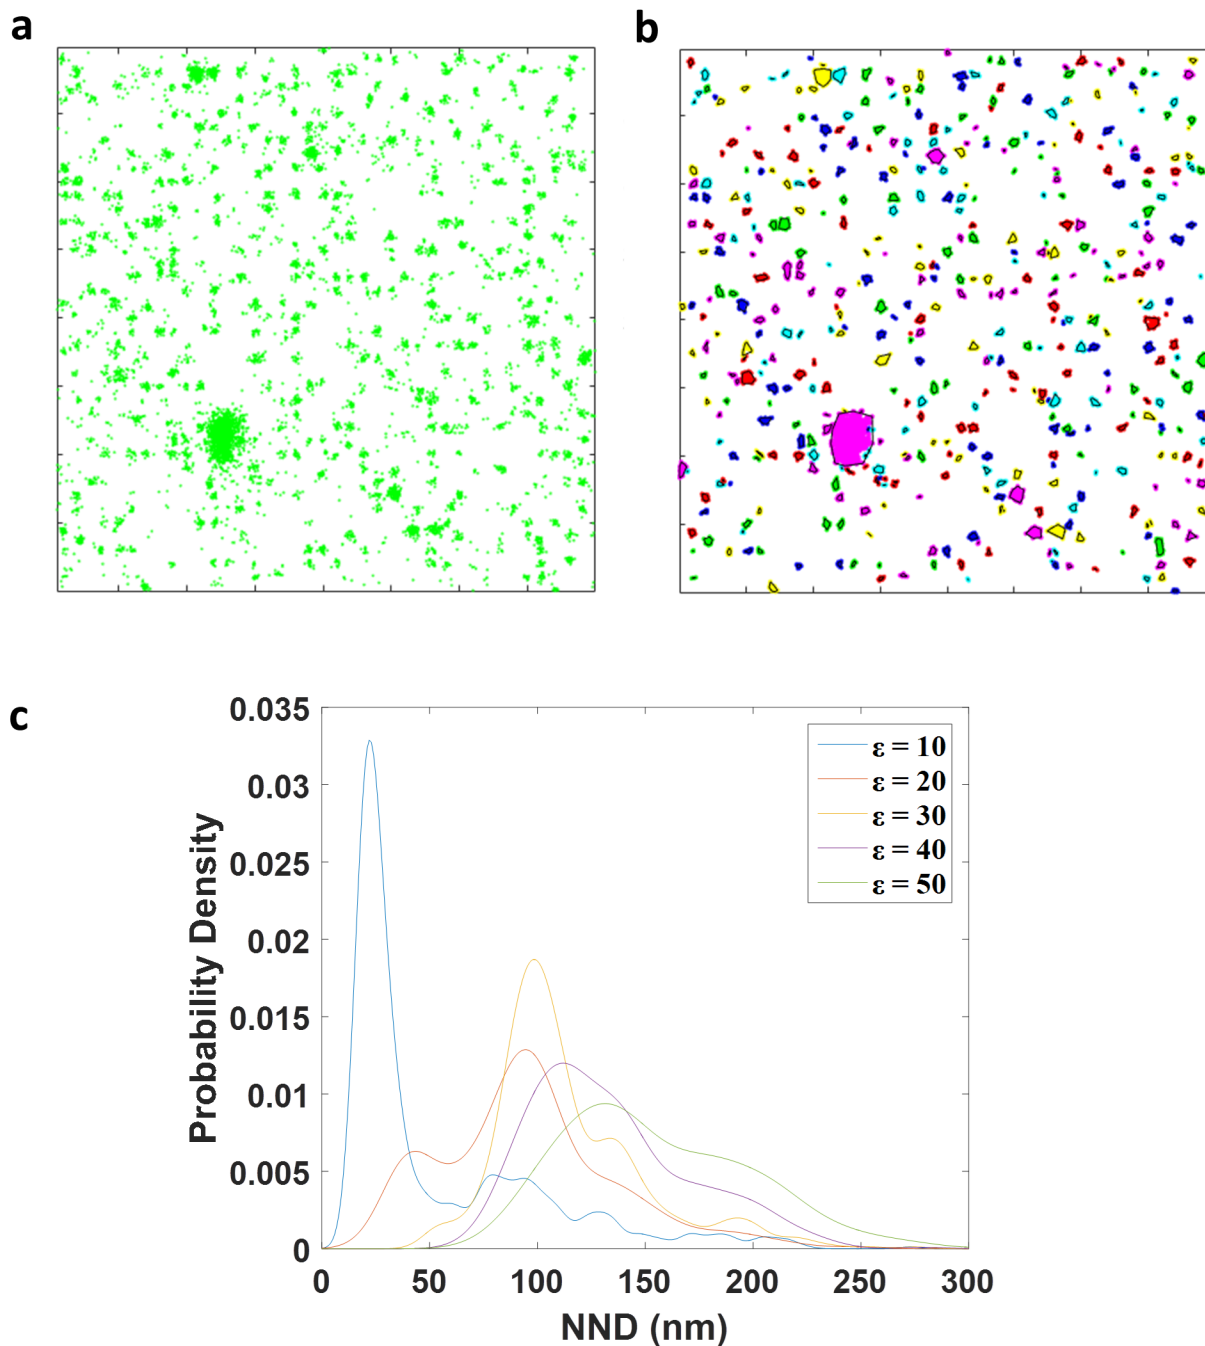 a
b
c
0.035
0.03
0.025
0.02
0.015
0.01
0.005
0
Probability Density
ε = 10
ε = 20
ε = 30
ε = 40
ε = 50
0 50 100 150 200 250 300
NND (nm)